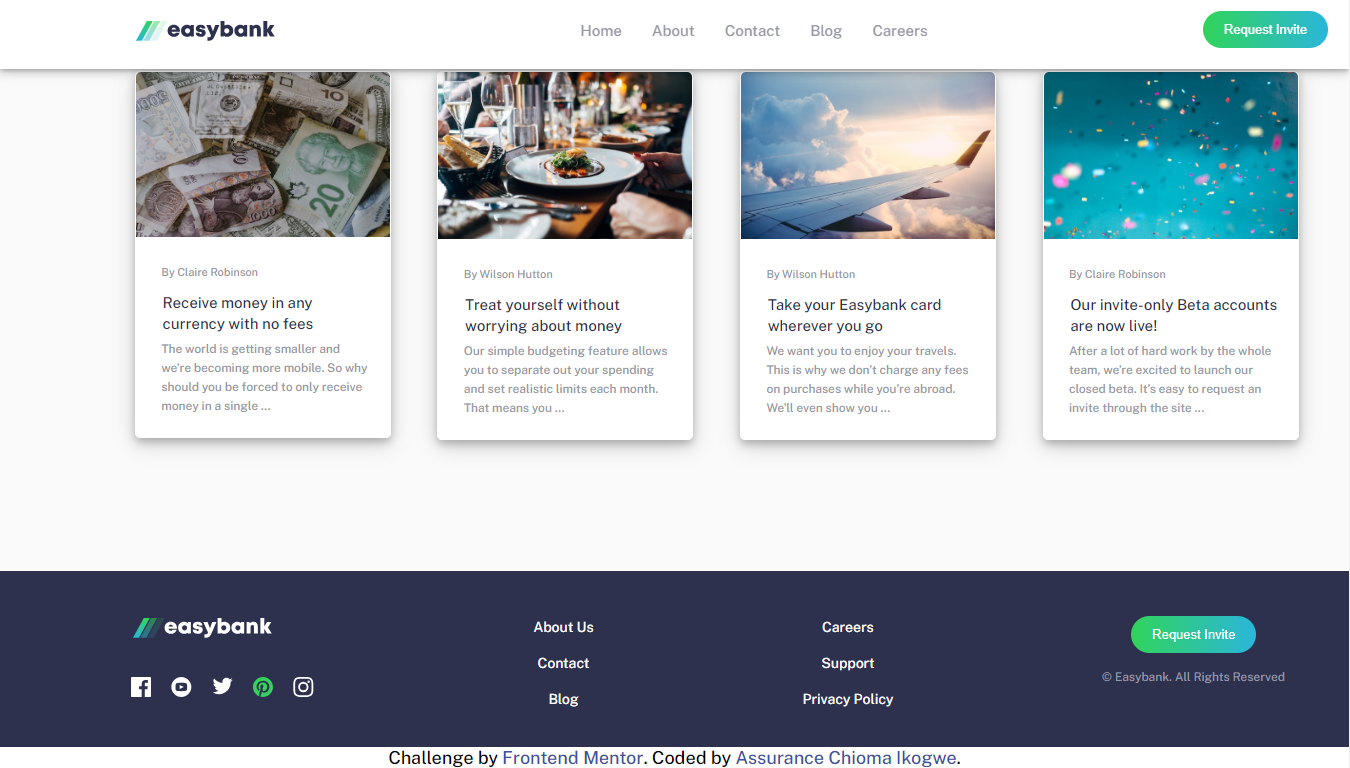 easybank
Home About Contact Blog Careers
Request Invite
By Claire Robinson
Receive money in any
currency with no fees
The world is getting smaller and
we're becoming more mobile. So why
should you be forced to only receive
money in a single ...
By Wilson Hutton
Treat yourself without
worrying about money
Our simple budgeting feature allows
you to separate out your spending
and set realistic limits each month.
That means you ...
By Wilson Hutton
Take your Easybank card
wherever you go
We want you to enjoy your travels.
This is why we don't charge any fees
on purchases while you're abroad.
We'll even show you ...
By Claire Robinson
Our invite-only Beta accounts
are now live!
After a lot of hard work by the whole
team, we're excited to launch our
closed beta. It's easy to request an
invite through the site ...
easybank
About Us
Contact
Blog
Careers
Support
Privacy Policy
Request Invite
© Easybank. All Rights Reserved
Challenge by Frontend Mentor. Coded by Assurance Chioma Ikogwe.